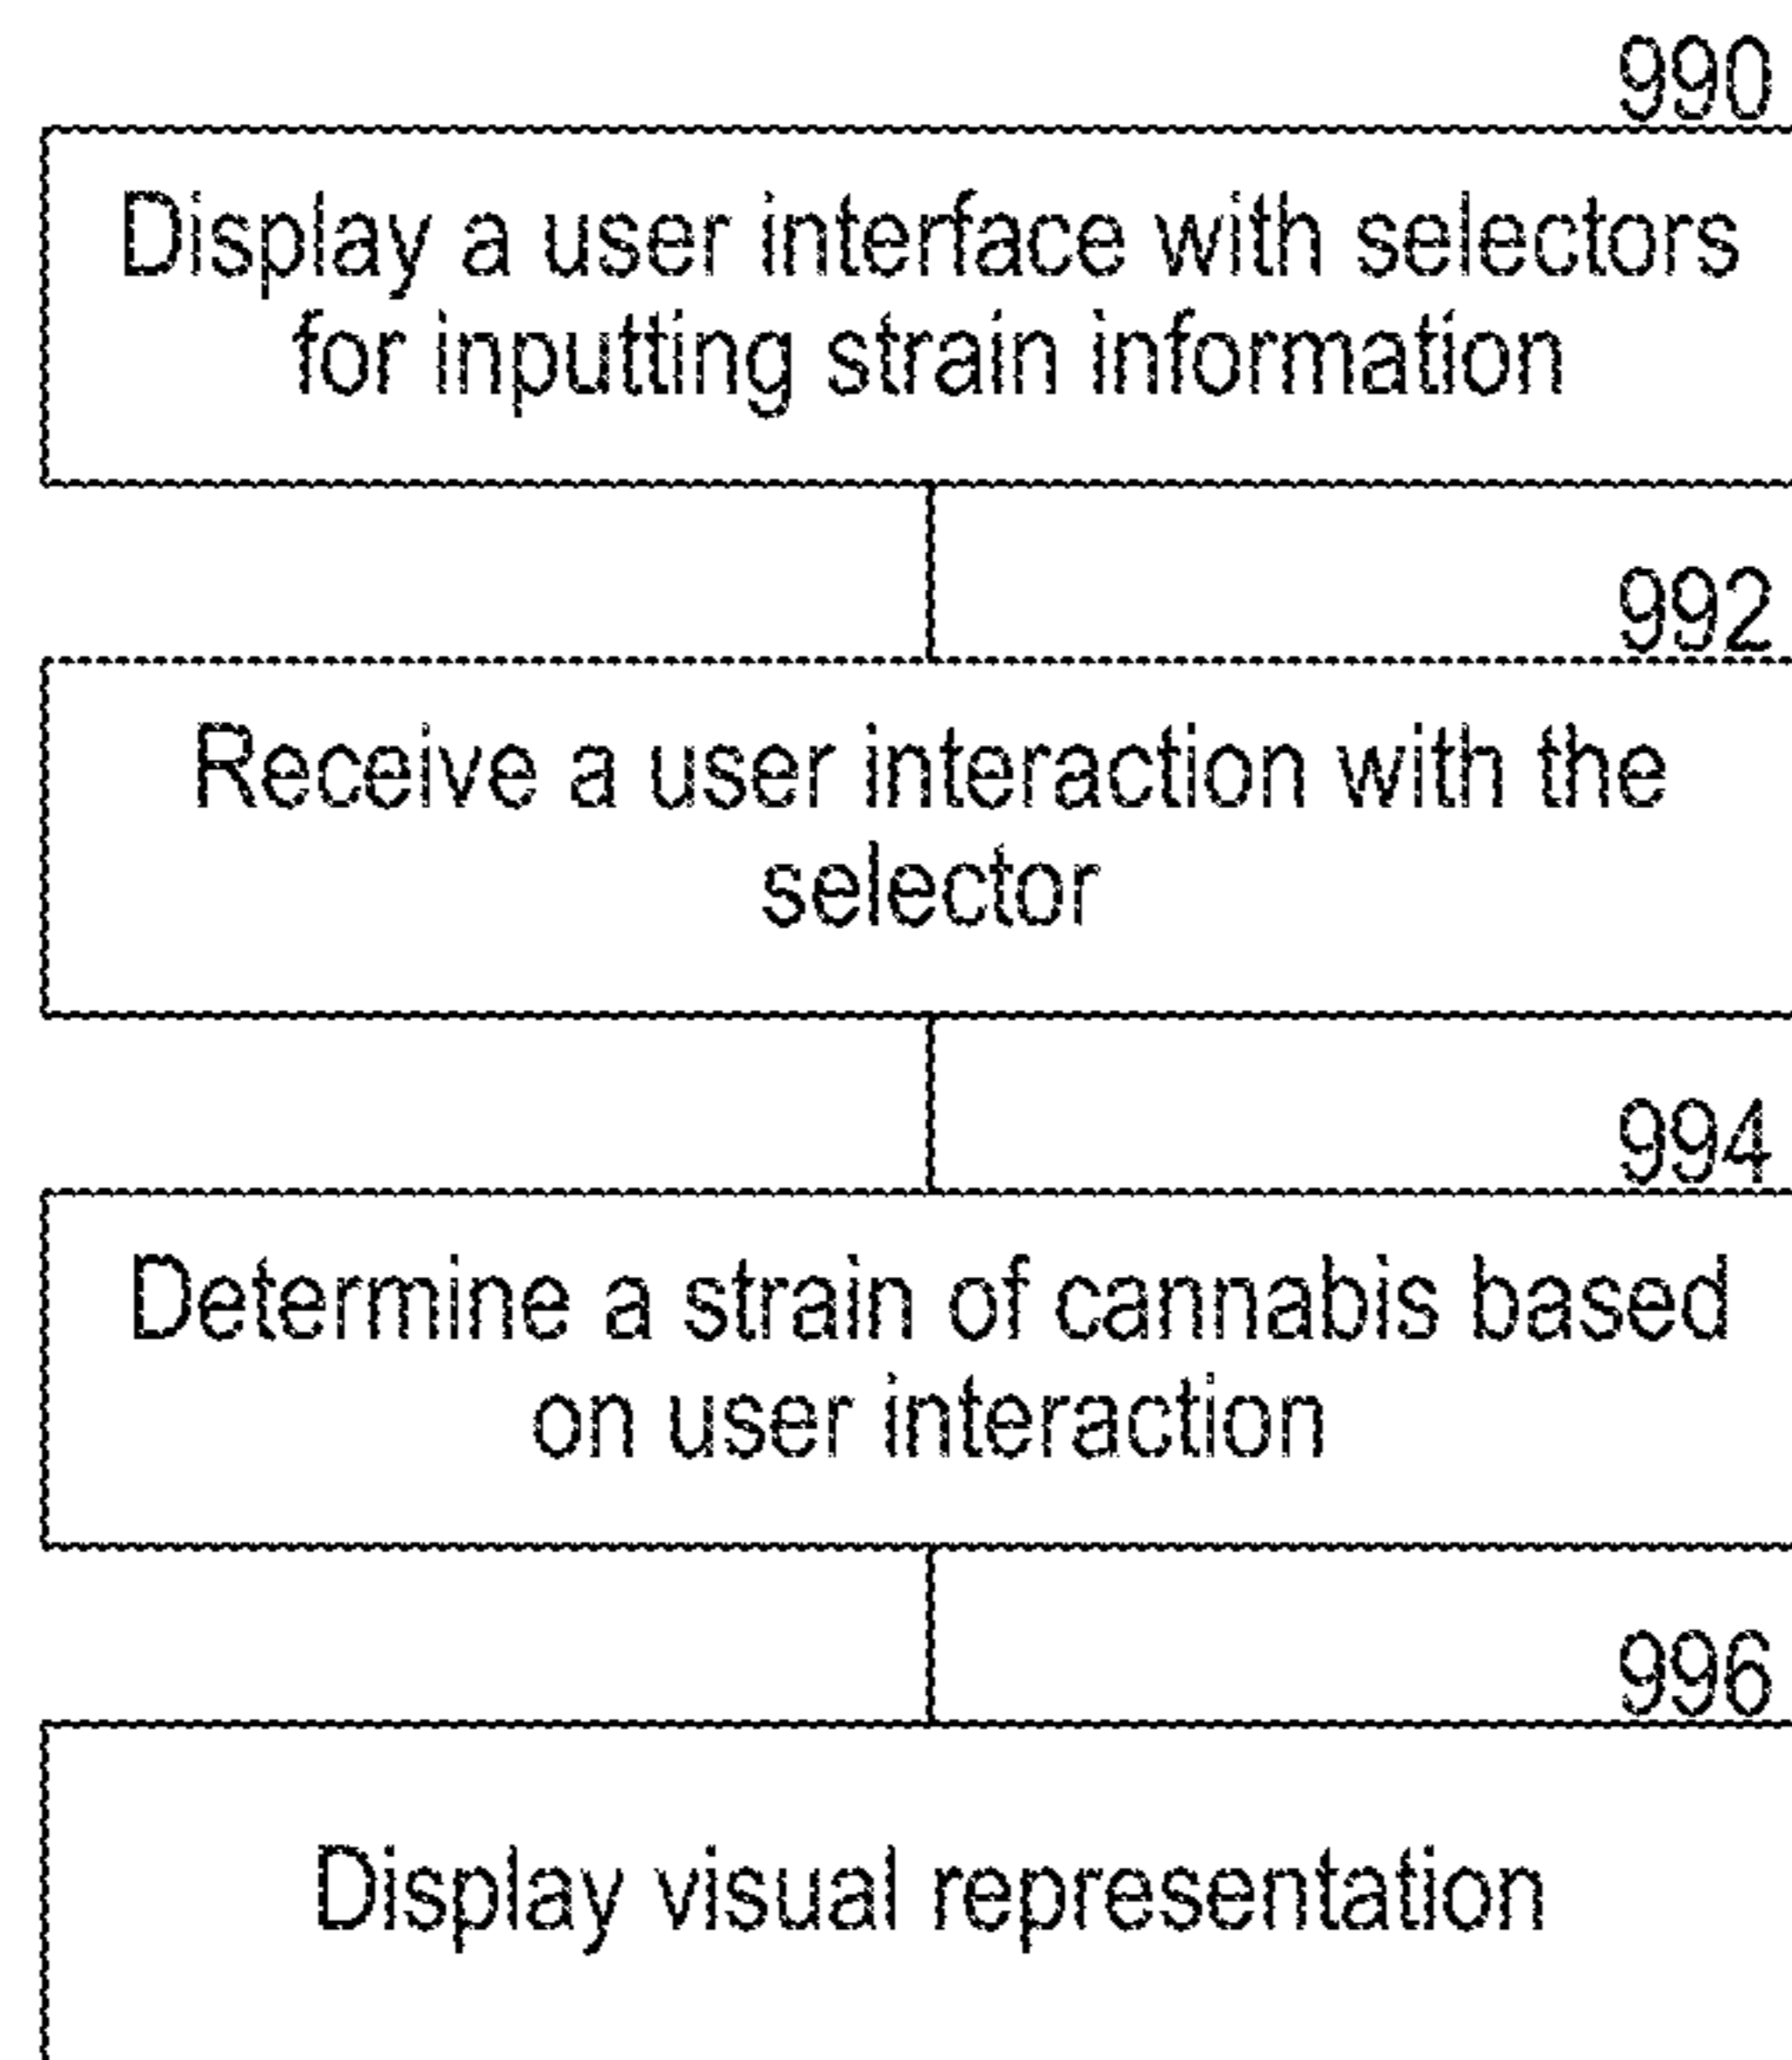 990
Display a user interface with selectors
for inputting strain information
992
Receive a user interaction with the
selector
994
Determine a strain of cannabis based
on user interaction
996
Display visual representation